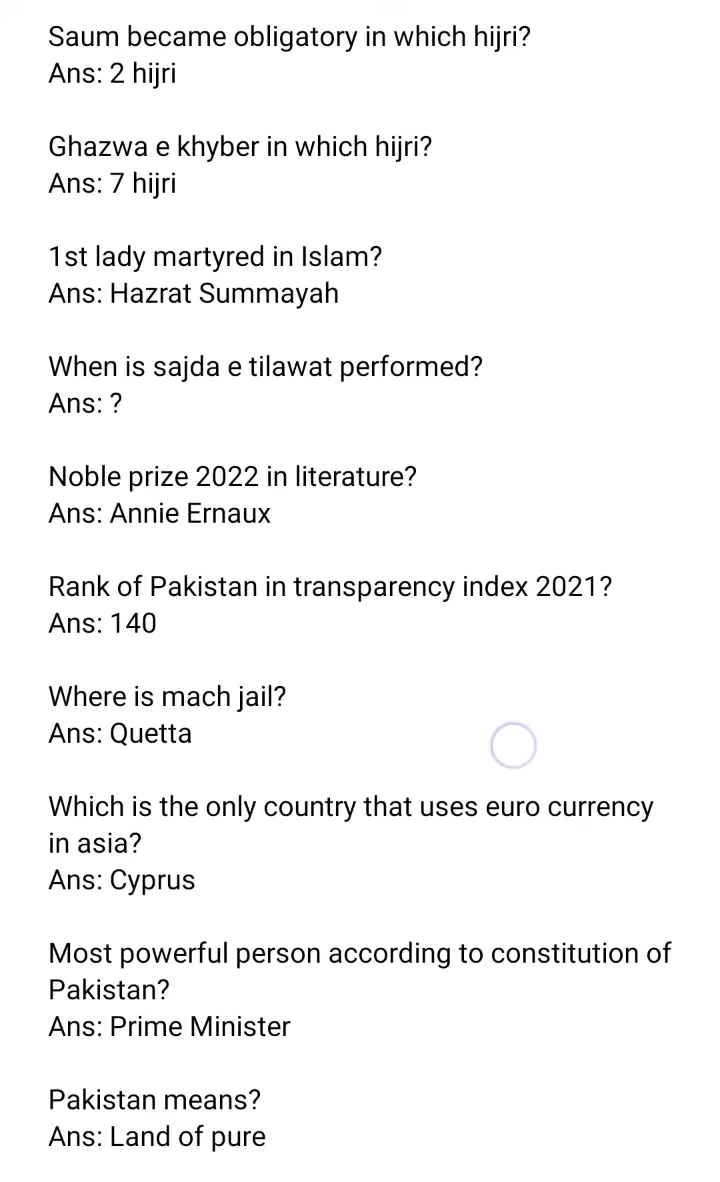 Saum became obligatory in which hijri?
Ans: 2 hijri
Ghazwa e khyber in which hijri?
Ans: 7 hijri
1st lady martyred in Islam?
Ans: Hazrat Summayah
When is sajda e tilawat performed?
Ans: ?
Noble prize 2022 in literature?
Ans: Annie Ernaux
Rank of Pakistan in transparency index 2021?
Ans: 140
Where is mach jail?
Ans: Quetta
Which is the only country that uses euro currency
in asia?
Ans: Cyprus
Most powerful person according to constitution of
Pakistan?
Ans: Prime Minister
Pakistan means?
Ans: Land of pure